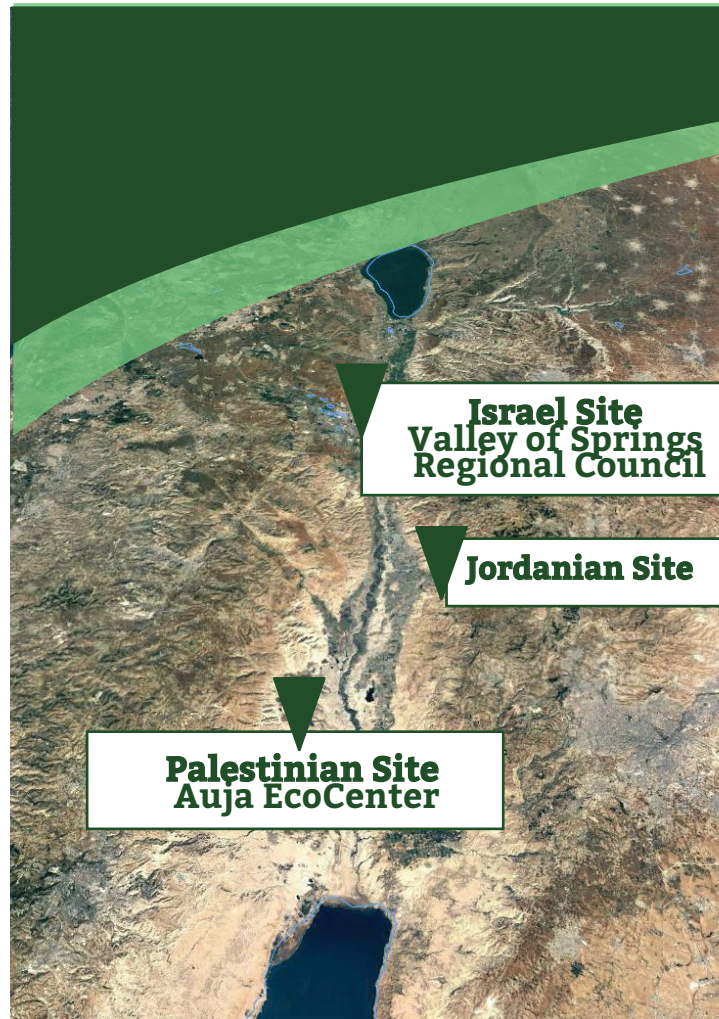 Israel Site
Valley of Springs
Regional Council
Jordanian Site
Palestinian Site
Auja EcoCenter